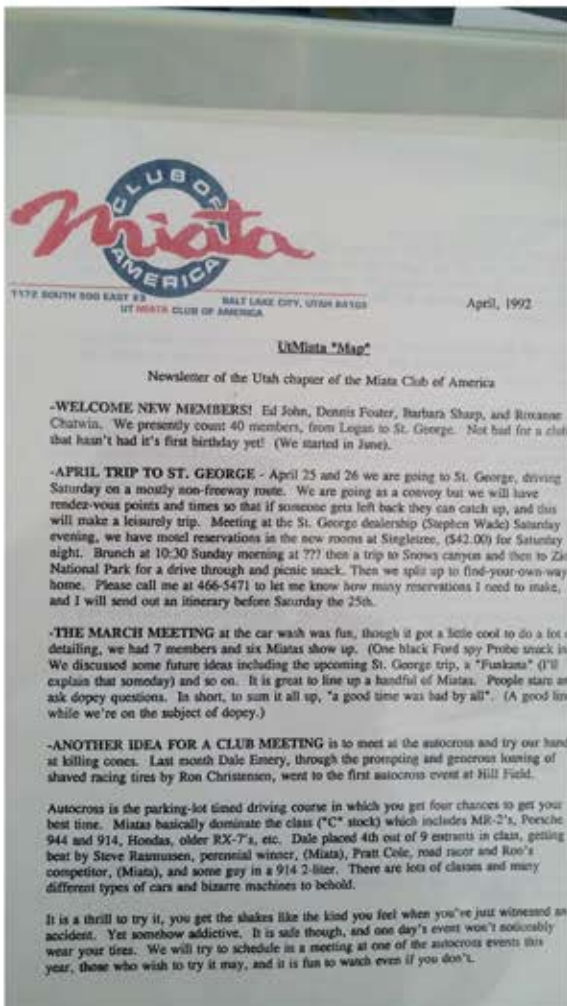 CLUB OF
Miata
AMERICA
1172 SOUTH 500 EAST #3 SALT LAKE CITY, UTAH 84105
UT MIATA CLUB OF AMERICA
April, 1992
UtMiata "Map"
Newsletter of the Utah chapter of the Miata Club of America
-WELCOME NEW MEMBERS! Ed John, Dennis Foster, Barbara Sharp, and Roxanne
Chatwin. We presently count 40 members, from Logan to St. George. Not bad for a club
that hasn't had it's first birthday yet! (We started in June).
-APRIL TRIP TO ST. GEORGE - April 25 and 26 we are going to St. George, driving
Saturday on a mostly non-freeway route. We are going as a convoy but we will have
rendez-vous points and times so that if someone gets left back they can catch up, and this
will make a leisurely trip. Meeting at the St. George dealership (Stephen Wade) Saturday
evening, we have motel reservations in the new rooms at Singletree, ($42.00) for Saturday
night. Brunch at 10:30 Sunday morning at ??? then a trip to Snows canyon and then to Zion
National Park for a drive through and picnic snack. Then we split up to find-your-own-way
home. Please call me at 466-5471 to let me know how many reservations I need to make,
and I will send out an itinerary before Saturday the 25th.
-THE MARCH MEETING at the car wash was fun, though it got a little cool to do a lot
detailing, we had 7 members and six Miatas show up. (One black Ford spy Probe snuck in
We discussed some future ideas including the upcoming St. George trip, a "Funkana" (I'll
explain that someday) and so on. It is great to line up a handful of Miatas. People stare and
ask dopey questions. In short, to sum it all up, "a good time was had by all". (A good line
while we're on the subject of dopey.)
-ANOTHER IDEA FOR A CLUB MEETING is to meet at the autocross and try our hand
at killing cones. Last month Dale Emery, through the prompting and generous loaning of
shaved racing tires by Ron Christensen, went to the first autocross event at Hill Field.
Autocross is the parking-lot timed driving course in which you get four chances to get your
best time. Miatas basically dominate the class ("C" stock) which includes MR-2's, Porsche
944 and 914, Hondas, older RX-7's, etc. Dale placed 4th out of 9 entrants in class, getting
beat by Steve Rasmussen, perennial winner, (Miata), Pratt Cole, road racer and Ron's
competitor, (Miata), and some guy in a 914 2-liter. There are lots of classes and many
different types of cars and bizarre machines to behold.
It is a thrill to try it, you get the shakes like the kind you feel when you've just witnessed an
accident. Yet somehow addictive. It is safe though, and one day's event won't noticeably
wear your tires. We will try to schedule in a meeting at one of the autocross events this
year, those who wish to try it may, and it is fun to watch even if you don't.